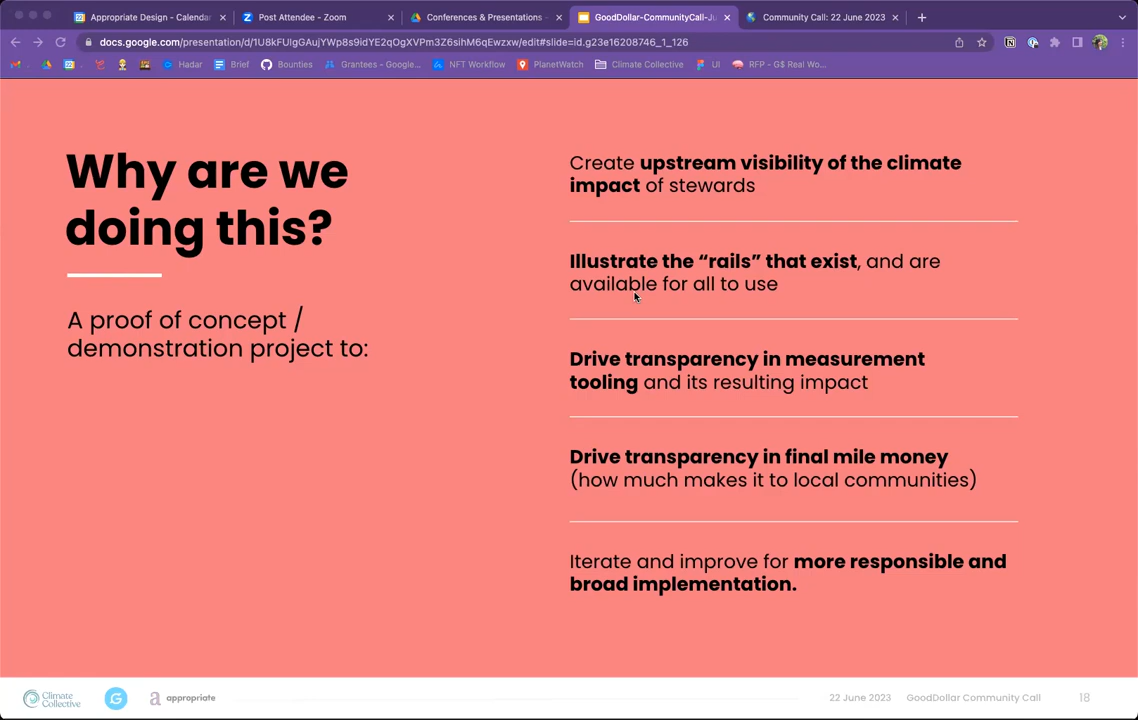 Appropriate Design - Calendar
Post Attendee - Zoom
Conferences & Presentations -
GoodDollar-CommunityCall-Ju
Community Call: 22 June 2023
docs.google.com/presentation/d/1U8kFUlgGAujYWp8s9idYE2qOgXVPm3Z6sihM6qEwzxw/edit#slide=id.g23e16208746_1_126
Hadar
Brief
Bounties
Grantees - Google...
NFT Workflow
PlanetWatch
Climate Collective
UI
RFP - G$ Real Wo...
Why are we
doing this?
A proof of concept /
demonstration project to:
Create upstream visibility of the climate
impact of stewards
Illustrate the “rails” that exist, and are
available for all to use
Drive transparency in measurement
tooling and its resulting impact
Drive transparency in final mile money
(how much makes it to local communities)
Iterate and improve for more responsible and
broad implementation.
Climate
Collective
G
a appropriate
22 June 2023
GoodDollar Community Call
18